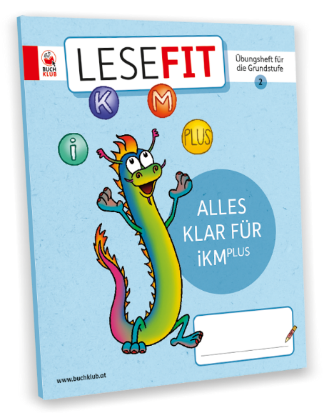 BUCH
KLUB
LESEFIT
Übungsheft für
die Grundstufe
2
i
K
M
PLUS
ALLES
KLAR FÜR
iKMPLUS
www.buchklub.at